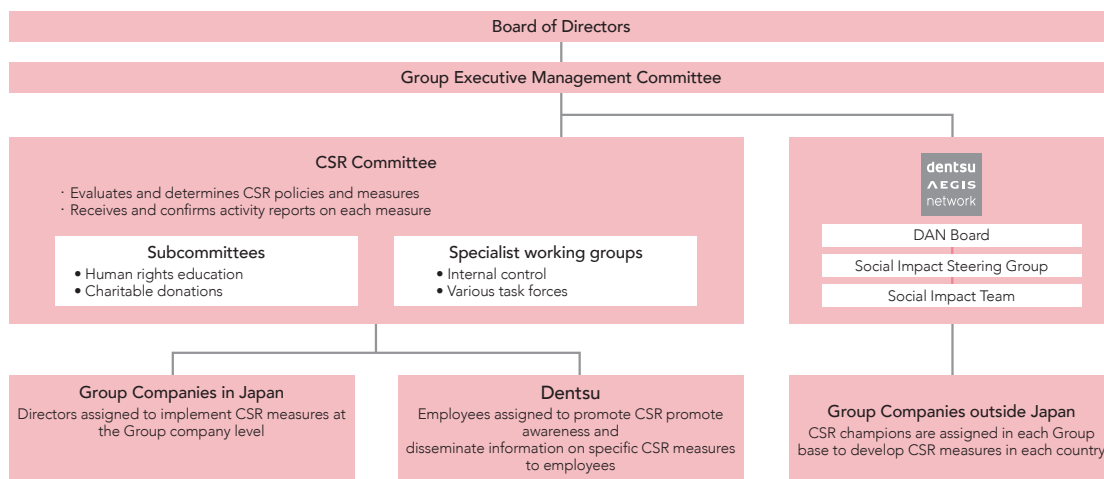 Board of Directors
Group Executive Management Committee
CSR Committee
· Evaluates and determines CSR policies and measures
· Receives and confirms activity reports on each measure
Subcommittees
• Human rights education
• Charitable donations
Specialist working groups
• Internal control
• Various task forces
dentsu
AEGIS
network
DAN Board
Social Impact Steering Group
Social Impact Team
Group Companies in Japan
Directors assigned to implement CSR measures at
the Group company level
Dentsu
Employees assigned to promote CSR promote
awareness and
disseminate information on specific CSR measures
to employees
Group Companies outside Japan
CSR champions are assigned in each Group
base to develop CSR measures in each country